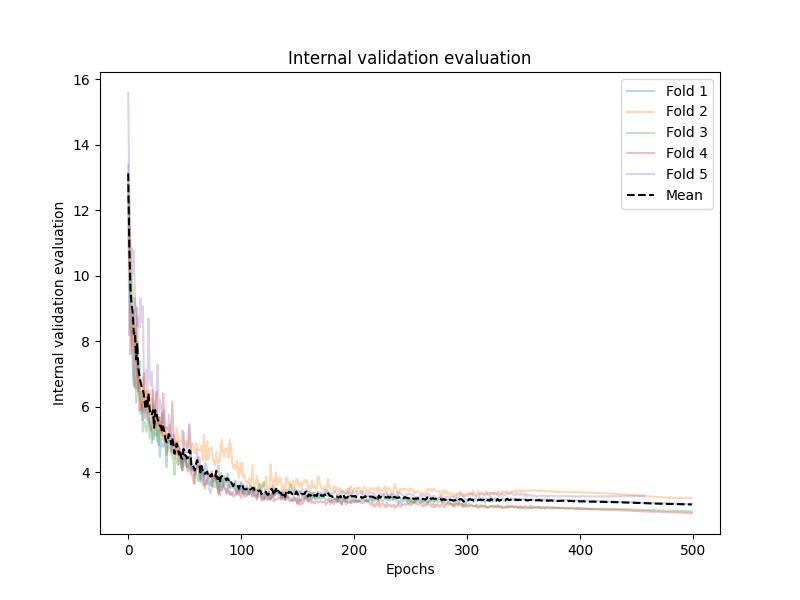 Internal validation evaluation
16
14
12
10
8
6
4
Internal validation evaluation
Fold 1
Fold 2
Fold 3
Fold 4
Fold 5
Mean
0 100 200 300 400 500
Epochs